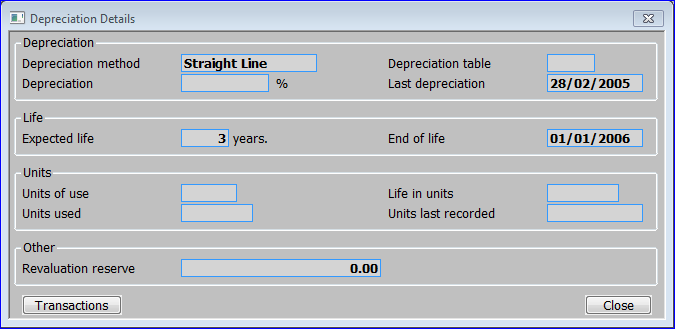 Depreciation Details
Depreciation
Depreciation method Straight Line Depreciation table
Depreciation % Last depreciation 28/02/2005
Life
Expected life 3 years. End of life 01/01/2006
Units
Units of use Life in units
Units used Units last recorded
Other
Revaluation reserve 0.00
Transactions Close